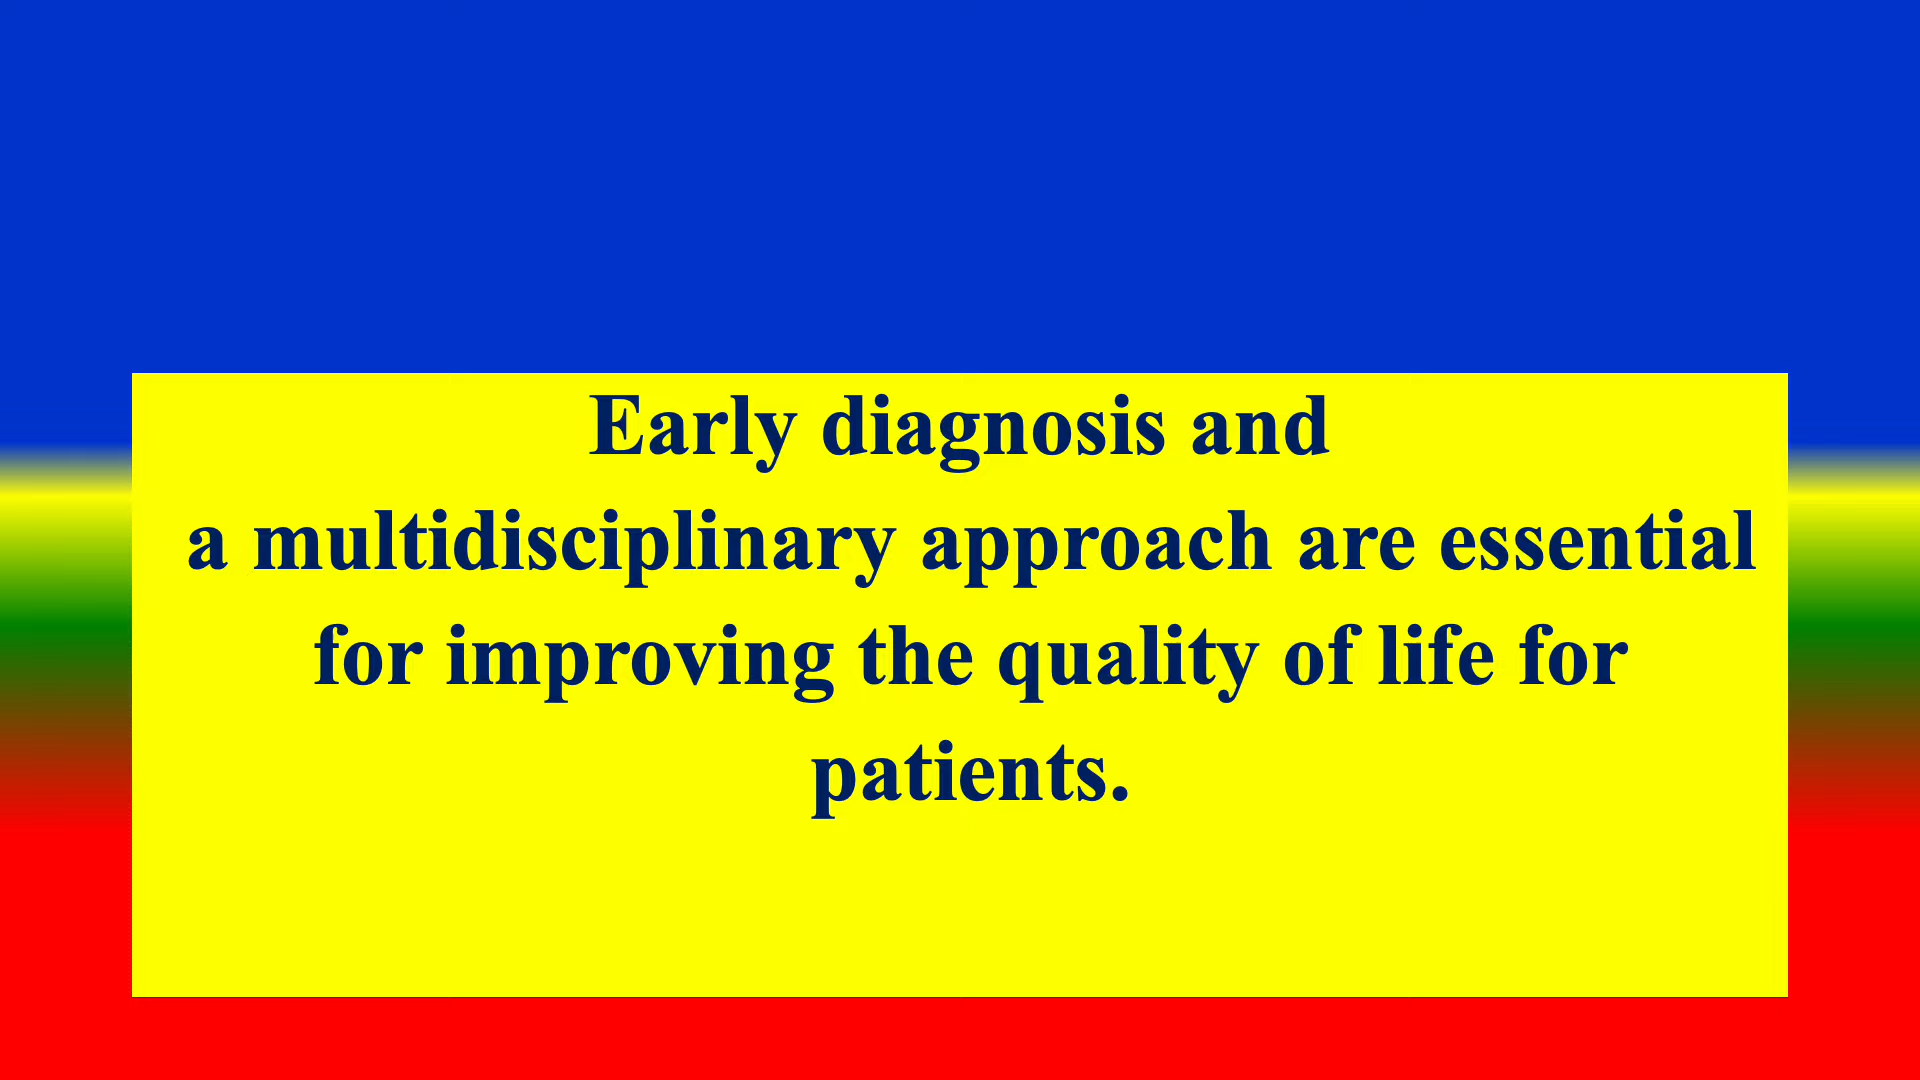 Early diagnosis and
a multidisciplinary approach are essential
for improving the quality of life for
patients.